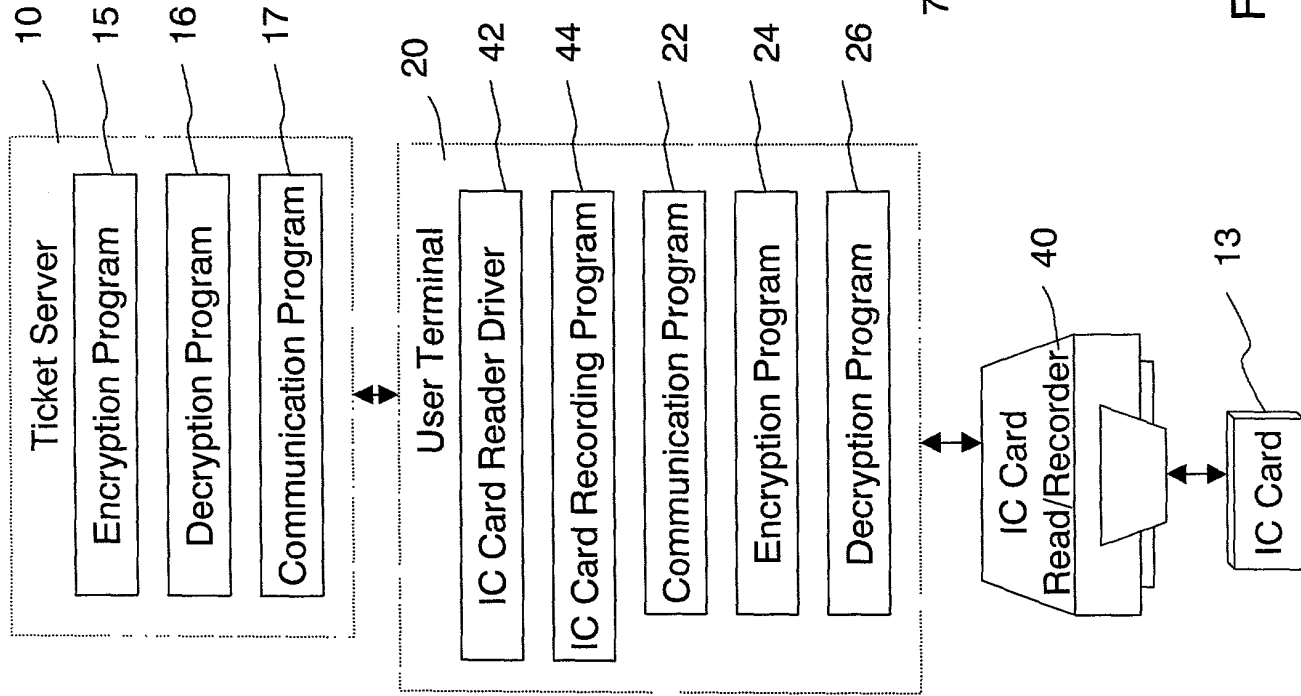 10
Ticket Server
Encryption Program
15
Decryption Program
16
Communication Program
17
20
User Terminal
IC Card Reader Driver
42
IC Card Recording Program
44
Communication Program
22
Encryption Program
24
Decryption Program
26
IC Card
Read/Recorder
40
IC Card
13
7
F